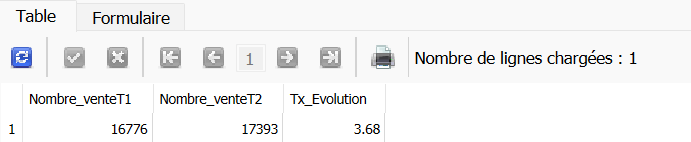 Table Formulaire
1 Nombre de lignes chargées : 1
Nombre_venteT1 Nombre_venteT2 Tx_Evolution
1 16776 17393 3.68